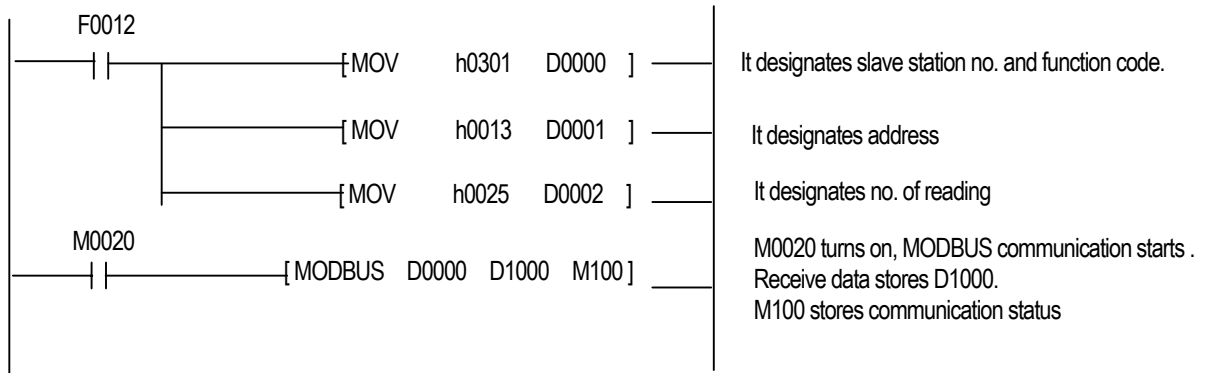 F0012
[ MOV h0301 D0000 ] It designates slave station no. and function code.
[ MOV h0013 D0001 ] It designates address
[ MOV h0025 D0002 ] It designates no. of reading
M0020
[ MODBUS D0000 D1000 M100 ] M0020 turns on, MODBUS communication starts .
Receive data stores D1000.
M100 stores communication status